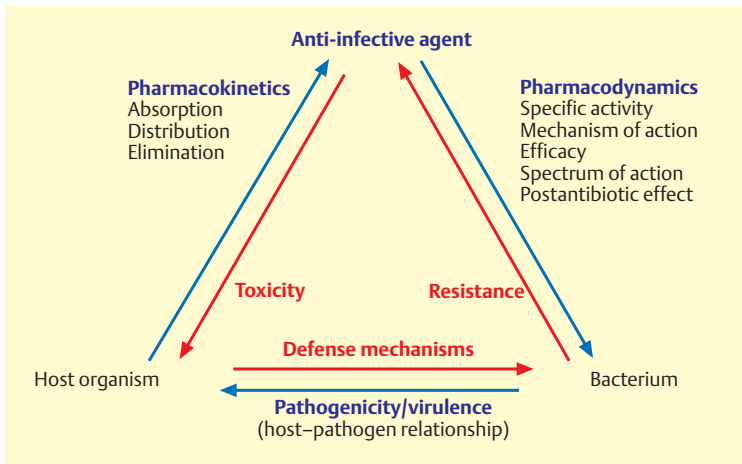 Anti-infective agent
Pharmacokinetics
Absorption
Distribution
Elimination
Pharmacodynamics
Specific activity
Mechanism of action
Efficacy
Spectrum of action
Postantibiotic effect
Toxicity
Resistance
Defense mechanisms
Host organism
Bacterium
Pathogenicity/virulence
(host–pathogen relationship)